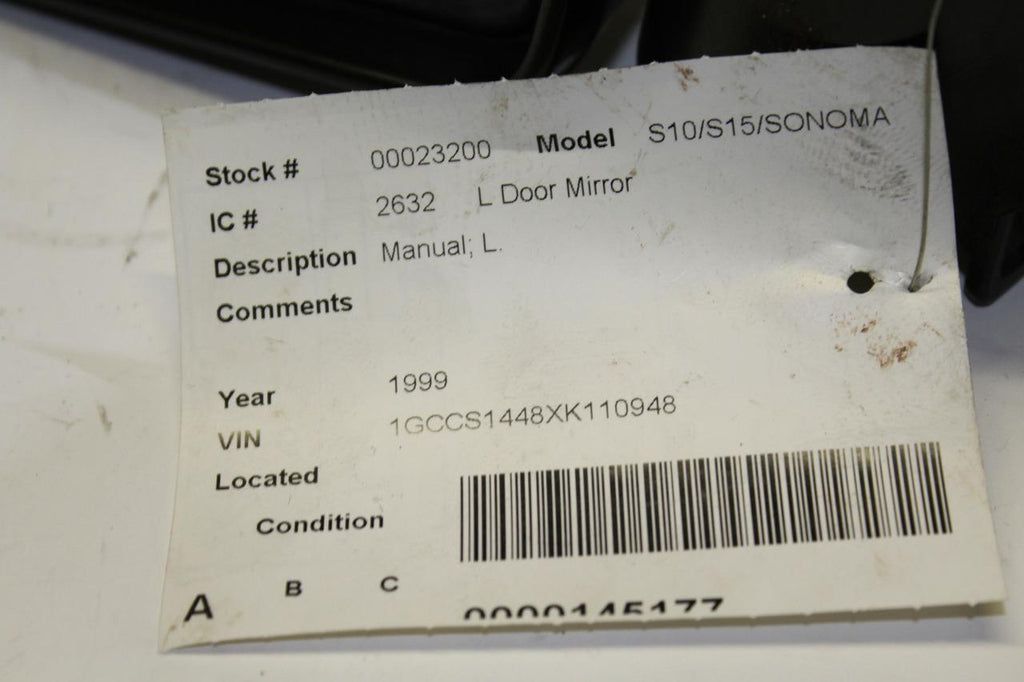 Stock # 00023200 Model S10/S15/SONOMA
IC # 2632 L Door Mirror
Description Manual; L.
Comments
Year 1999
VIN 1GCCS1448XK110948
Located
Condition
A B C
0000145177